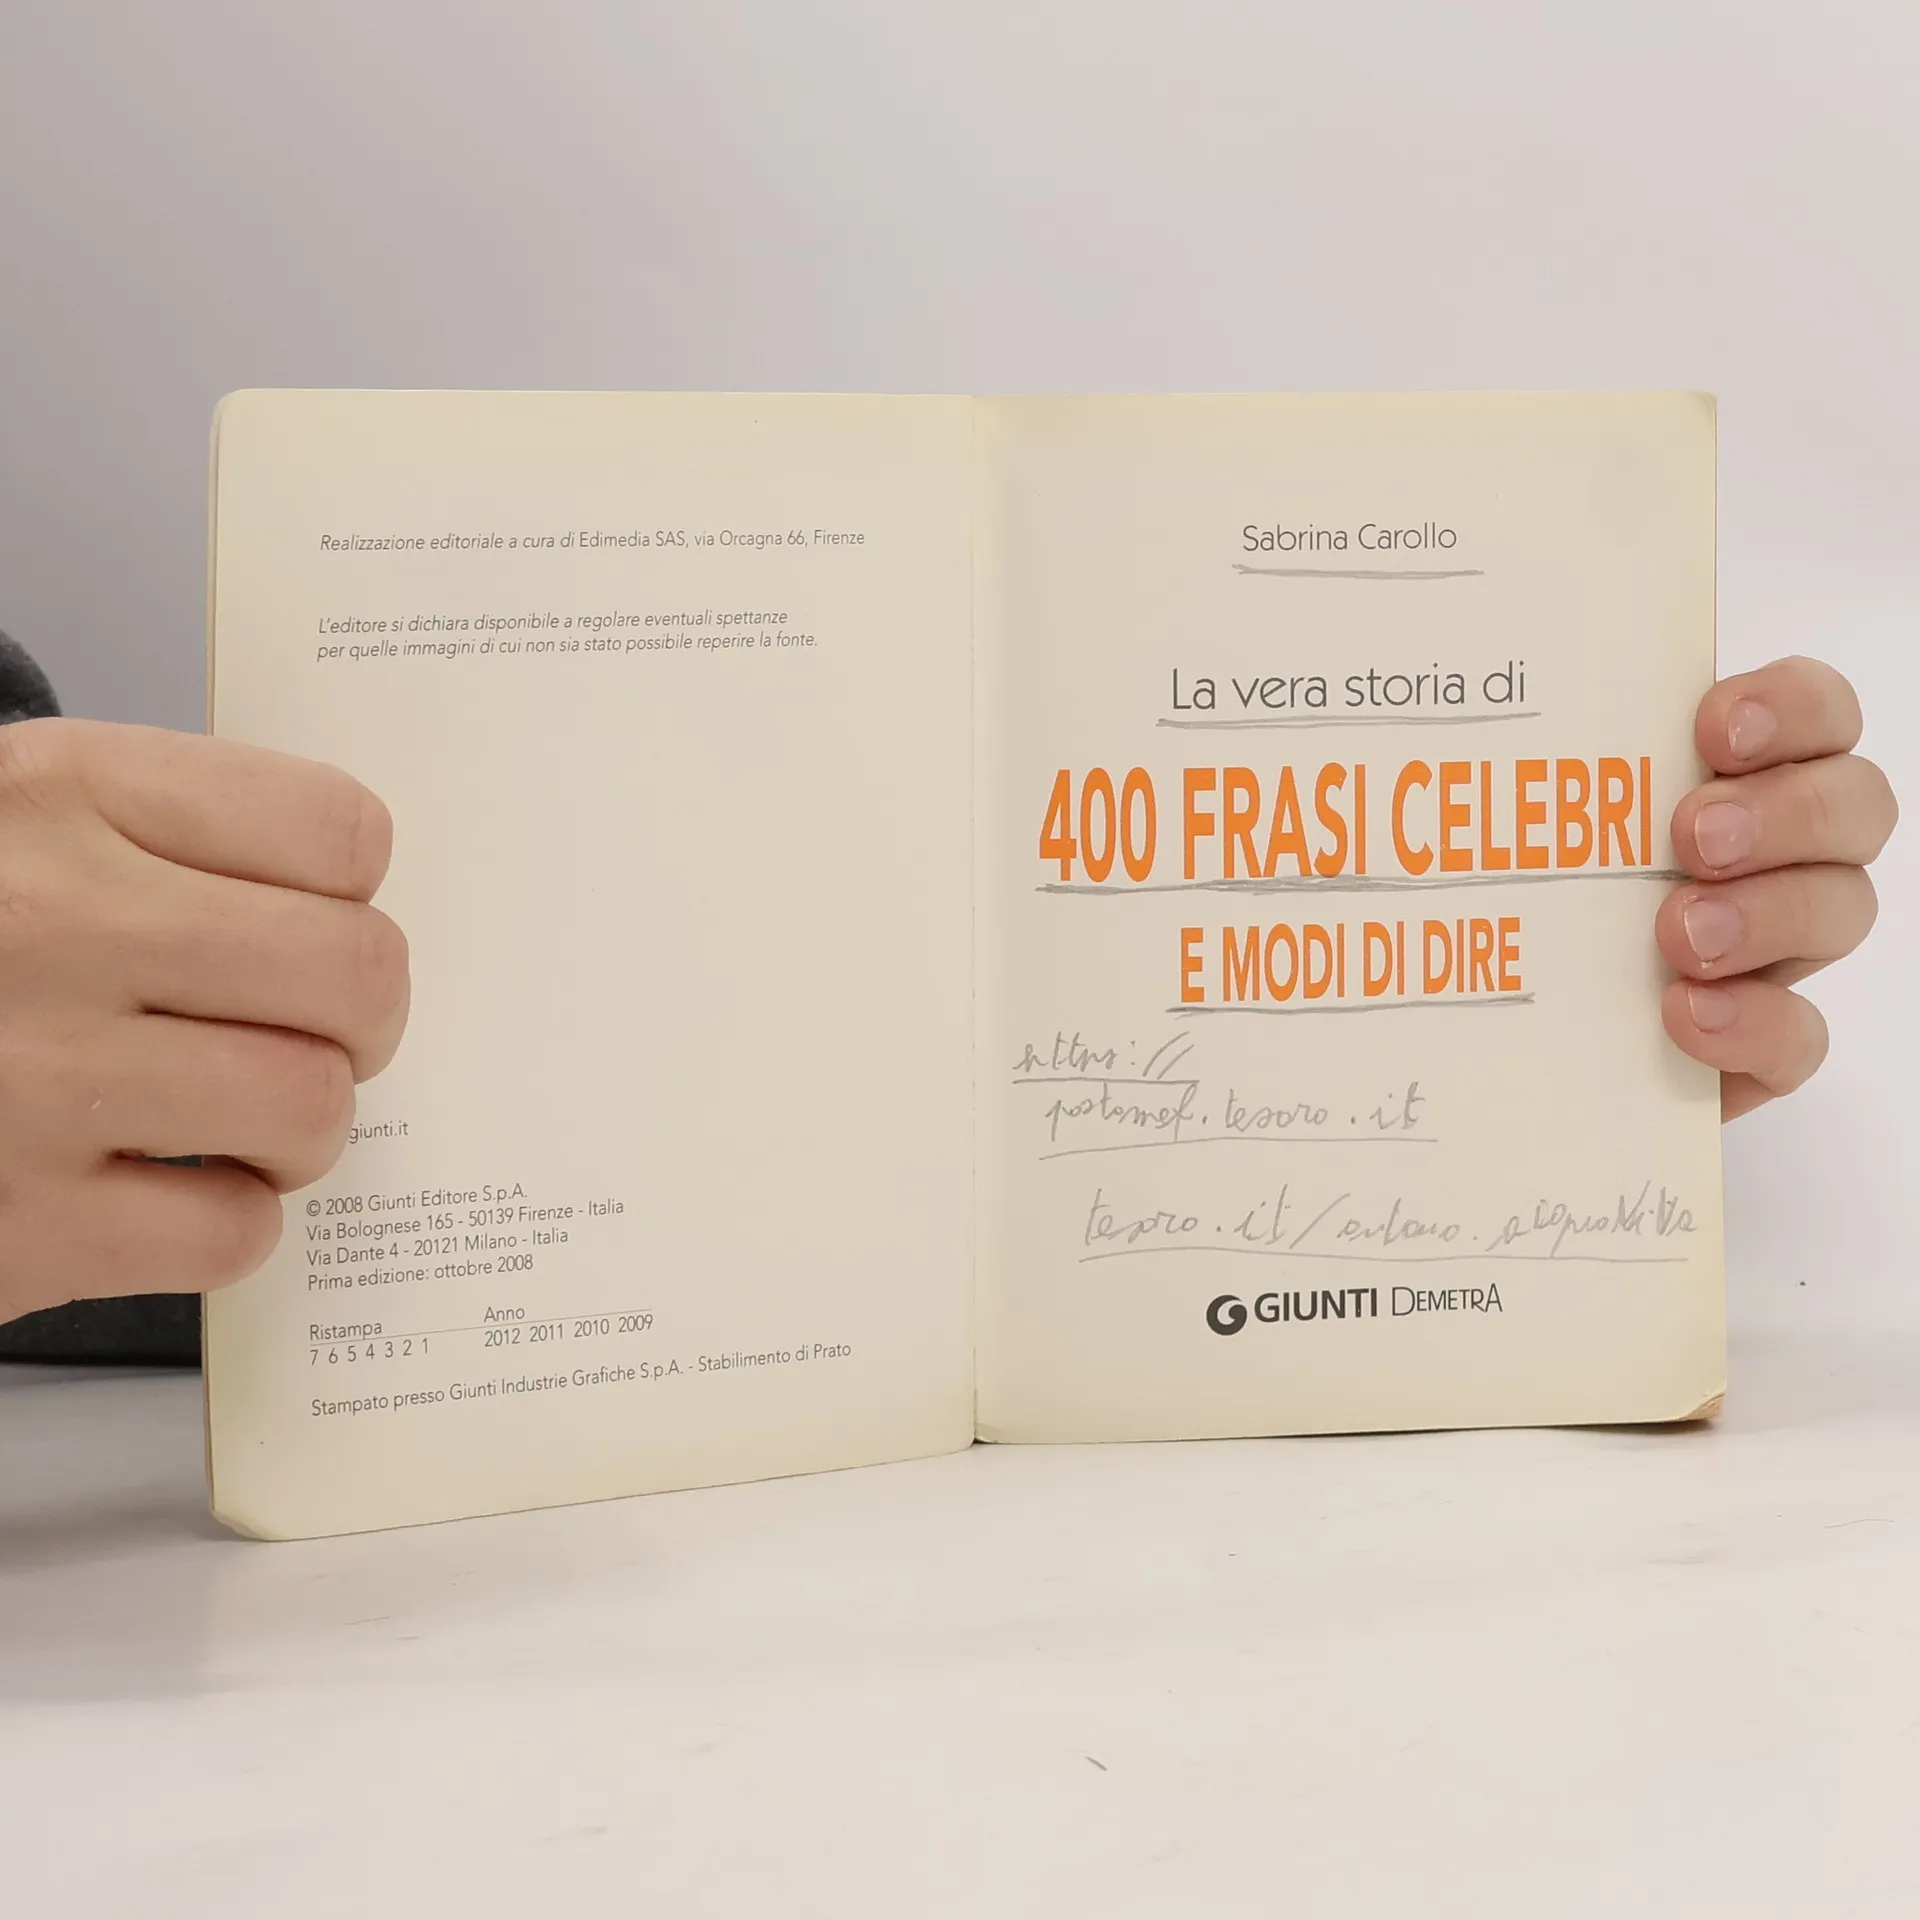 Realizzazione editoriale a cura di Edimedia SAS, via Orcagna 66, Firenze
L'editore si dichiara disponibile a regolare eventuali spettanze
per quelle immagini di cui non sia stato possibile reperire la fonte.
giunti.it
© 2008 Giunti Editore S.p.A.
Via Bolognese 165 - 50139 Firenze - Italia
Via Dante 4 - 20121 Milano - Italia
Prima edizione: ottobre 2008
Ristampa Anno
7 6 5 4 3 2 1 2012 2011 2010 2009
Stampato presso Giunti Industrie Grafiche S.p.A. - Stabilimento di Prato
Sabrina Carollo
La vera storia di
400 FRASI CELEBRI
E MODI DI DIRE
https://
postamef.tesoro.it
tesoro.it/
GIUNTI DEMETRA